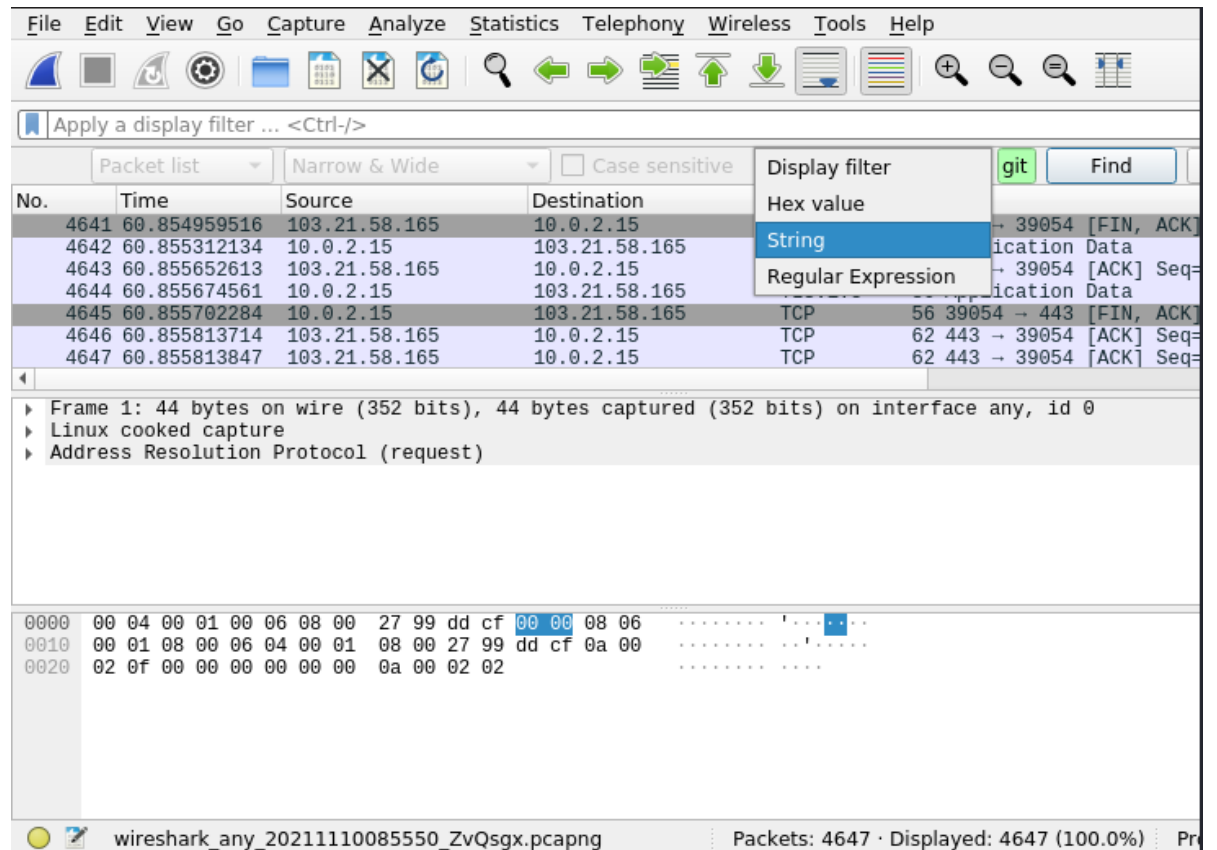 File Edit View Go Capture Analyze Statistics Telephony Wireless Tools Help
Apply a display filter ... <Ctrl-/>
Packet list Narrow & Wide Case sensitive git Find
Display filter
Hex value
String
Regular Expression
No. Time Source Destination
4641 60.854959516 103.21.58.165 10.0.2.15 → 39054 [FIN, ACK]
4642 60.855312134 10.0.2.15 103.21.58.165 ication Data
4643 60.855652613 103.21.58.165 10.0.2.15 → 39054 [ACK] Seq=
4644 60.855674561 10.0.2.15 103.21.58.165 Application Data
4645 60.855702284 10.0.2.15 103.21.58.165 TCP 56 39054 → 443 [FIN, ACK]
4646 60.855813714 103.21.58.165 10.0.2.15 TCP 62 443 → 39054 [ACK] Seq=
4647 60.855813847 103.21.58.165 10.0.2.15 TCP 62 443 → 39054 [ACK] Seq=
Frame 1: 44 bytes on wire (352 bits), 44 bytes captured (352 bits) on interface any, id 0
Linux cooked capture
Address Resolution Protocol (request)
0000 00 04 00 01 00 06 08 00 27 99 dd cf 00 00 08 06 ········ '·······
0010 00 01 08 00 06 04 00 01 08 00 27 99 dd cf 0a 00 ········ ··'·····
0020 02 0f 00 00 00 00 00 00 0a 00 02 02 ········ ····
wireshark_any_20211110085550_ZvQsgx.pcapng Packets: 4647 · Displayed: 4647 (100.0%) Pr